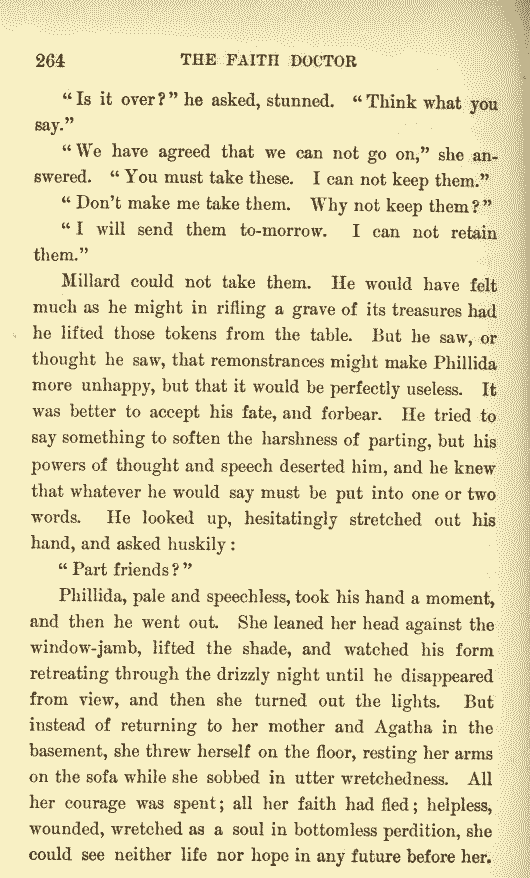 264 THE FAITH DOCTOR
“Is it over?” he asked, stunned. “Think what you
say.”
“We have agreed that we can not go on,” she an-
swered. “You must take these. I can not keep them.”
“Don’t make me take them. Why not keep them?”
“I will send them to-morrow. I can not retain
them.”
Millard could not take them. He would have felt
much as he might in rifling a grave of its treasures had
he lifted those tokens from the table. But he saw, or
thought he saw, that remonstrances might make Phillida
more unhappy, but that it would be perfectly useless. It
was better to accept his fate, and forbear. He tried to
say something to soften the harshness of parting, but his
powers of thought and speech deserted him, and he knew
that whatever he would say must be put into one or two
words. He looked up, hesitatingly stretched out his
hand, and asked huskily:
“Part friends?”
Phillida, pale and speechless, took his hand a moment,
and then he went out. She leaned her head against the
window-jamb, lifted the shade, and watched his form
retreating through the drizzly night until he disappeared
from view, and then she turned out the lights. But
instead of returning to her mother and Agatha in the
basement, she threw herself on the floor, resting her arms
on the sofa while she sobbed in utter wretchedness. All
her courage was spent; all her faith had fled; helpless,
wounded, wretched as a soul in bottomless perdition, she
could see neither life nor hope in any future before her.